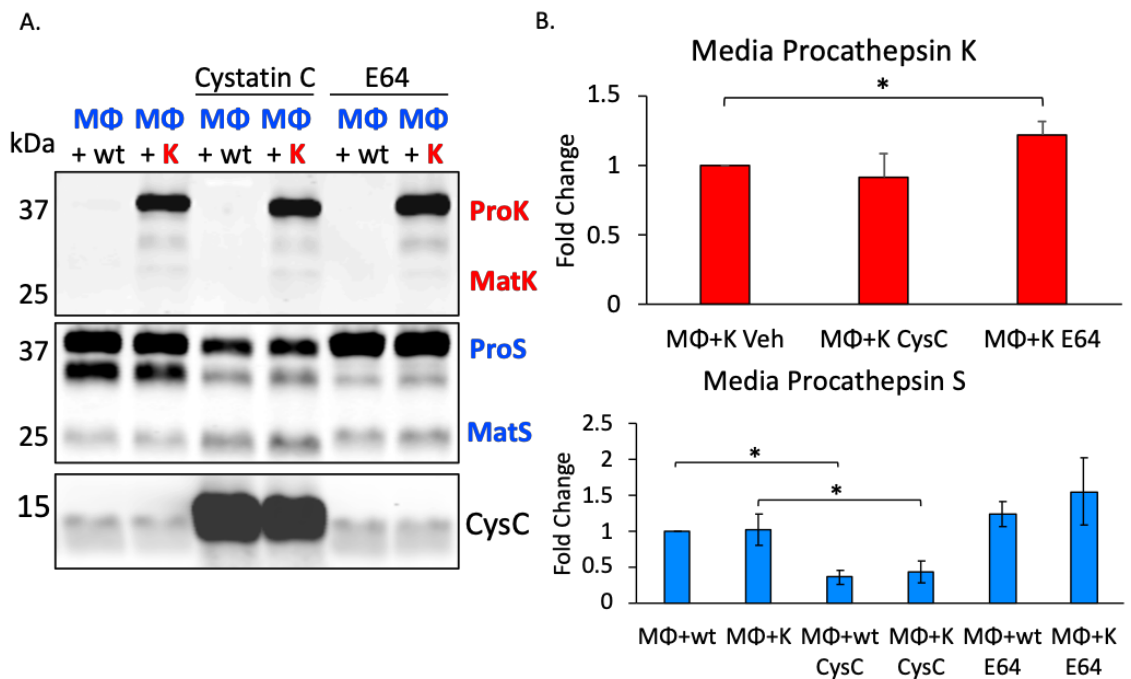 A.
Cystatin C E64
MΦ MΦ MΦ MΦ MΦ MΦ
kDa + wt + K + wt + K + wt + K
37 ProK
MatK
25
37 ProS
25 MatS
15 CysC
B.
Media Procathepsin K
Fold Change
1.5
1
0.5
0
*
MΦ+K Veh MΦ+K CysC MΦ+K E64
Media Procathepsin S
Fold Change
2.5
2
1.5
1
0.5
0
*
*
MΦ+wt MΦ+K MΦ+wt MΦ+K MΦ+wt MΦ+K
CysC CysC E64 E64